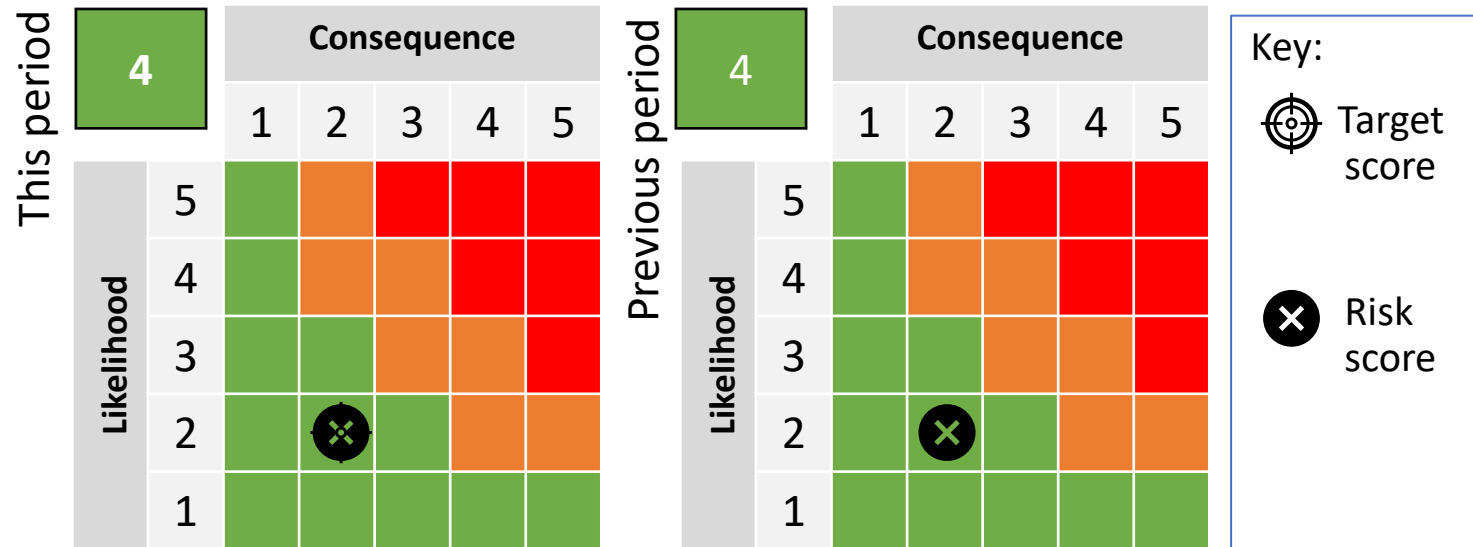 This period
4
Consequence
1 2 3 4 5
Likelihood
5
4
3
2
1
Previous period
4
Consequence
1 2 3 4 5
Likelihood
5
4
3
2
1
Key:
Target
score
Risk
score